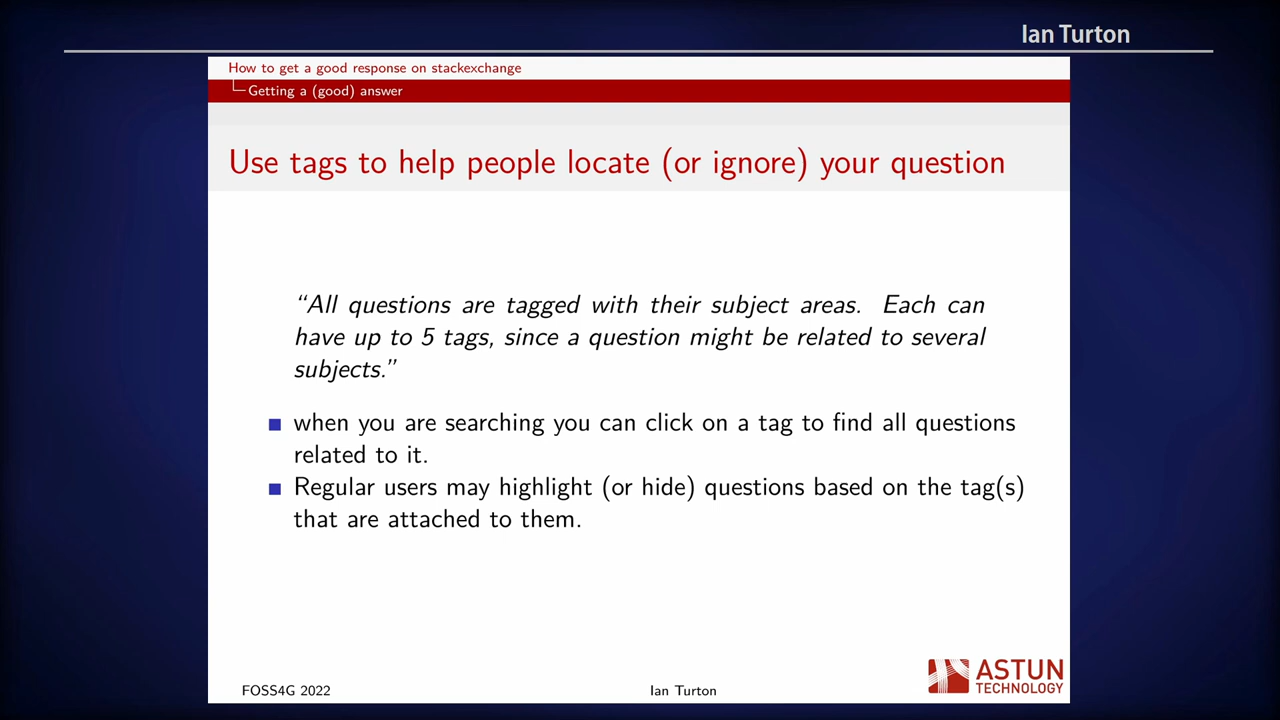 Ian Turton
How to get a good response on stackexchange
Getting a (good) answer
Use tags to help people locate (or ignore) your question
“All questions are tagged with their subject areas. Each can
have up to 5 tags, since a question might be related to several
subjects.”
when you are searching you can click on a tag to find all questions
related to it.
Regular users may highlight (or hide) questions based on the tag(s)
that are attached to them.
ASTUN
TECHNOLOGY
FOSS4G 2022
Ian Turton